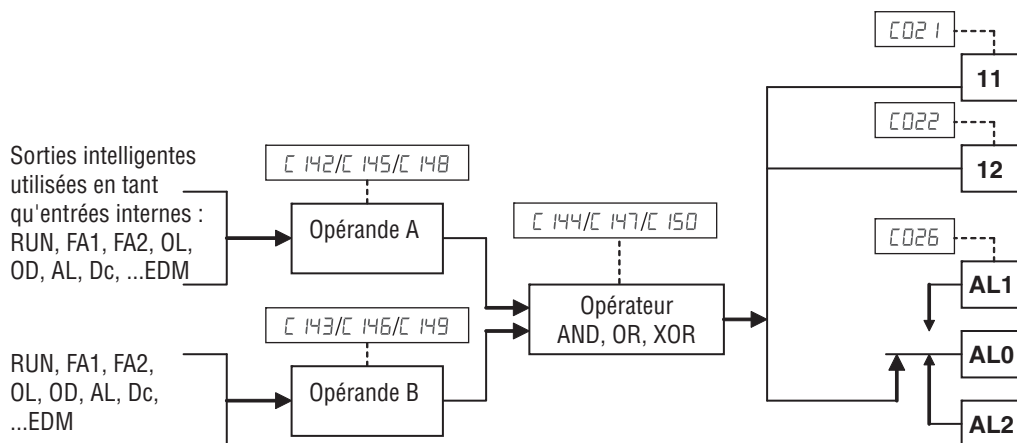 C021
11
C022
12
Sorties intelligentes
utilisées en tant
qu'entrées internes :
RUN, FA1, FA2, OL,
OD, AL, Dc, ...EDM
C142/C145/C148
Opérande A
C144/C147/C150
Opérateur
AND, OR, XOR
C026
AL1
AL0
AL2
RUN, FA1, FA2,
OL, OD, AL, Dc,
...EDM
C143/C146/C149
Opérande B